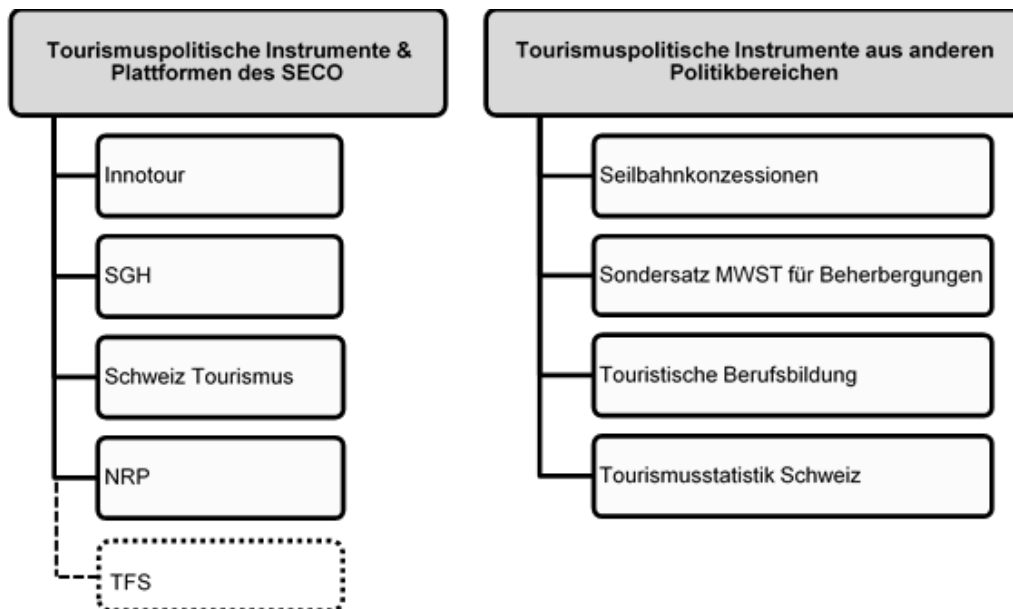 Tourismuspolitische Instrumente &
Plattformen des SECO
Innotour
SGH
Schweiz Tourismus
NRP
TFS
Tourismuspolitische Instrumente aus anderen
Politikbereichen
Seilbahnkonzessionen
Sondersatz MWST für Beherbergungen
Touristische Berufsbildung
Tourismusstatistik Schweiz